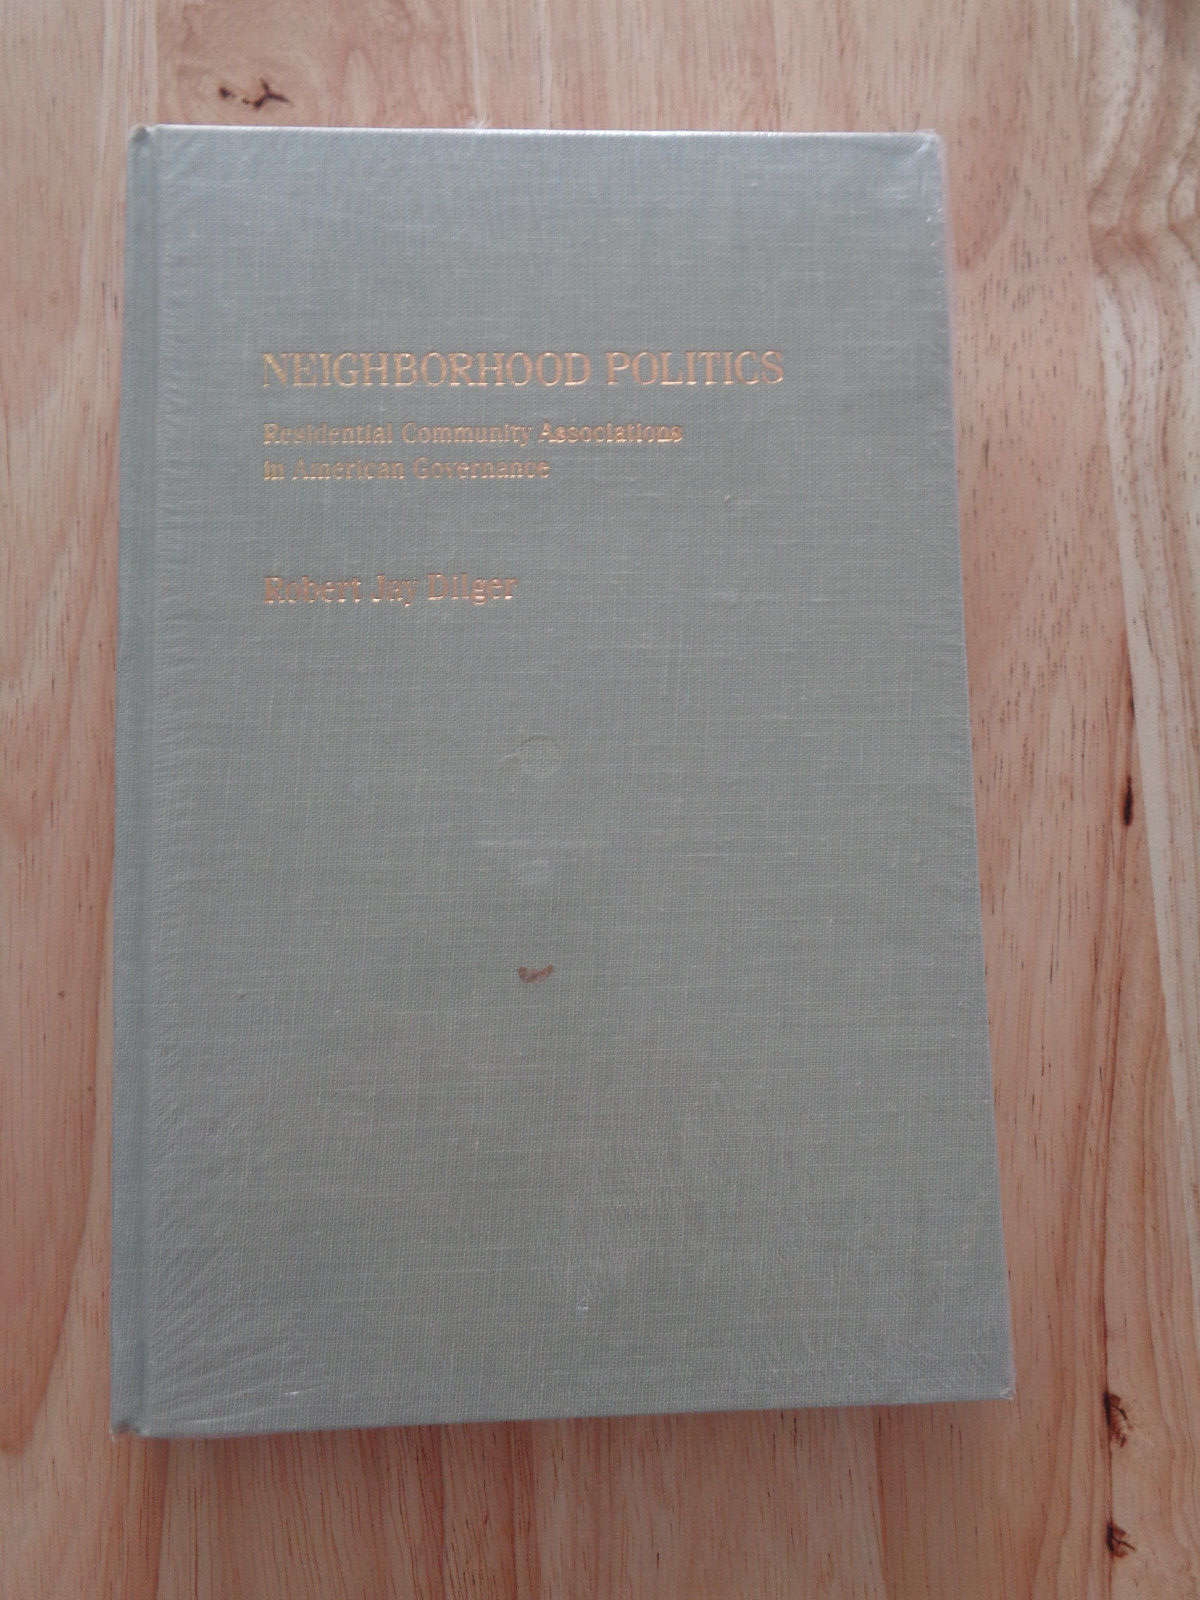 NEIGHBORHOOD POLITICS
Residential Community Associations
in American Governance
Robert Jay Dilger